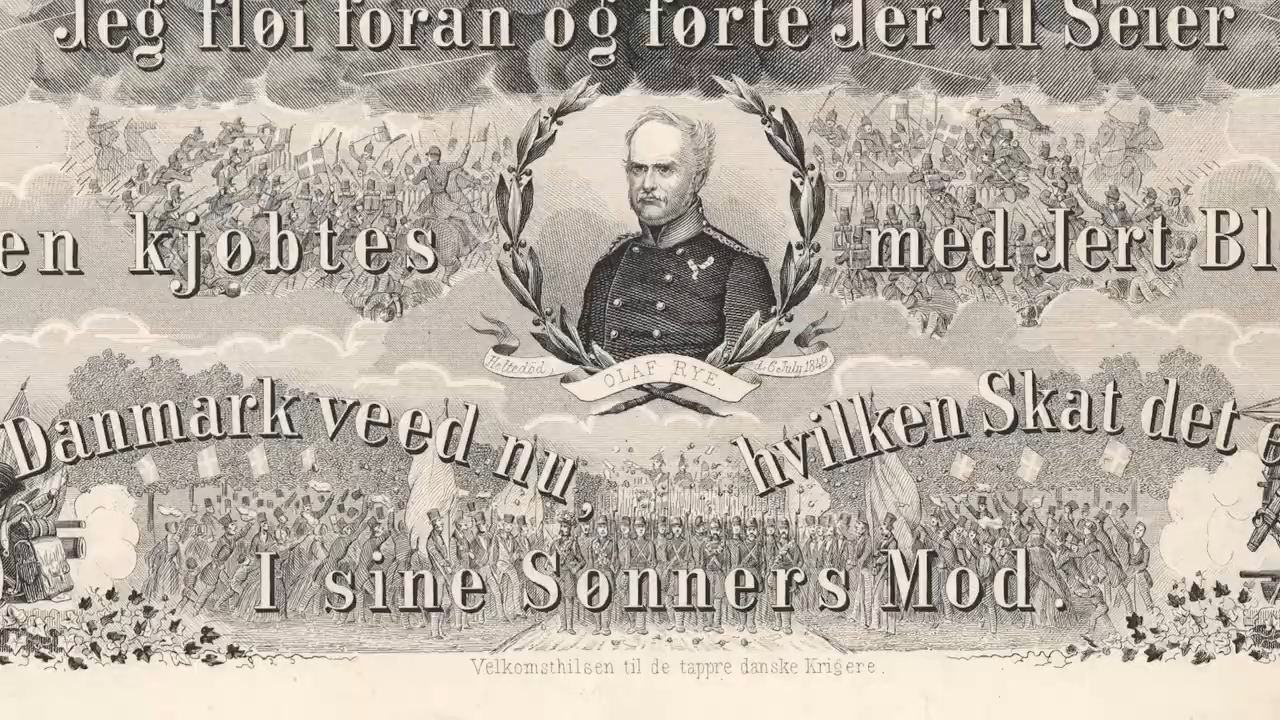 Jeg fløi foran og førte Jer til Seier
en kjøbtes med Jert Bl
Heltedød d. 6 July 1849.
OLAF RYE.
Danmark veed nu, hvilken Skat det e
I sine Sønners Mod.
Velkomsthilsen til de tappre danske Krigere.